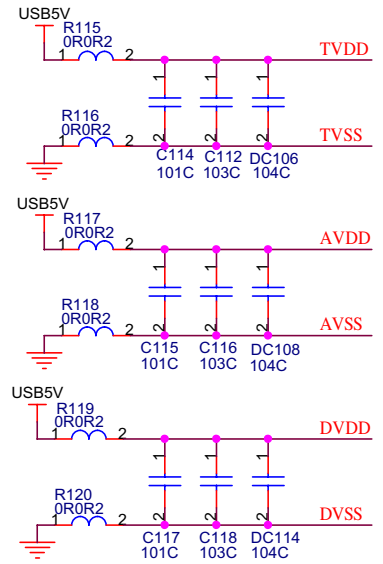 USB5V
R115
0R0R2
1 2 TVDD
1 1 1
R116
0R0R2
1 2 2 2 2 TVSS
C114 C112 DC106
101C 103C 104C
USB5V
R117
0R0R2
1 2 AVDD
1 1 1
R118
0R0R2
1 2 2 2 2 AVSS
C115 C116 DC108
101C 103C 104C
USB5V
R119
0R0R2
1 2 DVDD
1 1 1
R120
0R0R2
1 2 2 2 2 DVSS
C117 C118 DC114
101C 103C 104C